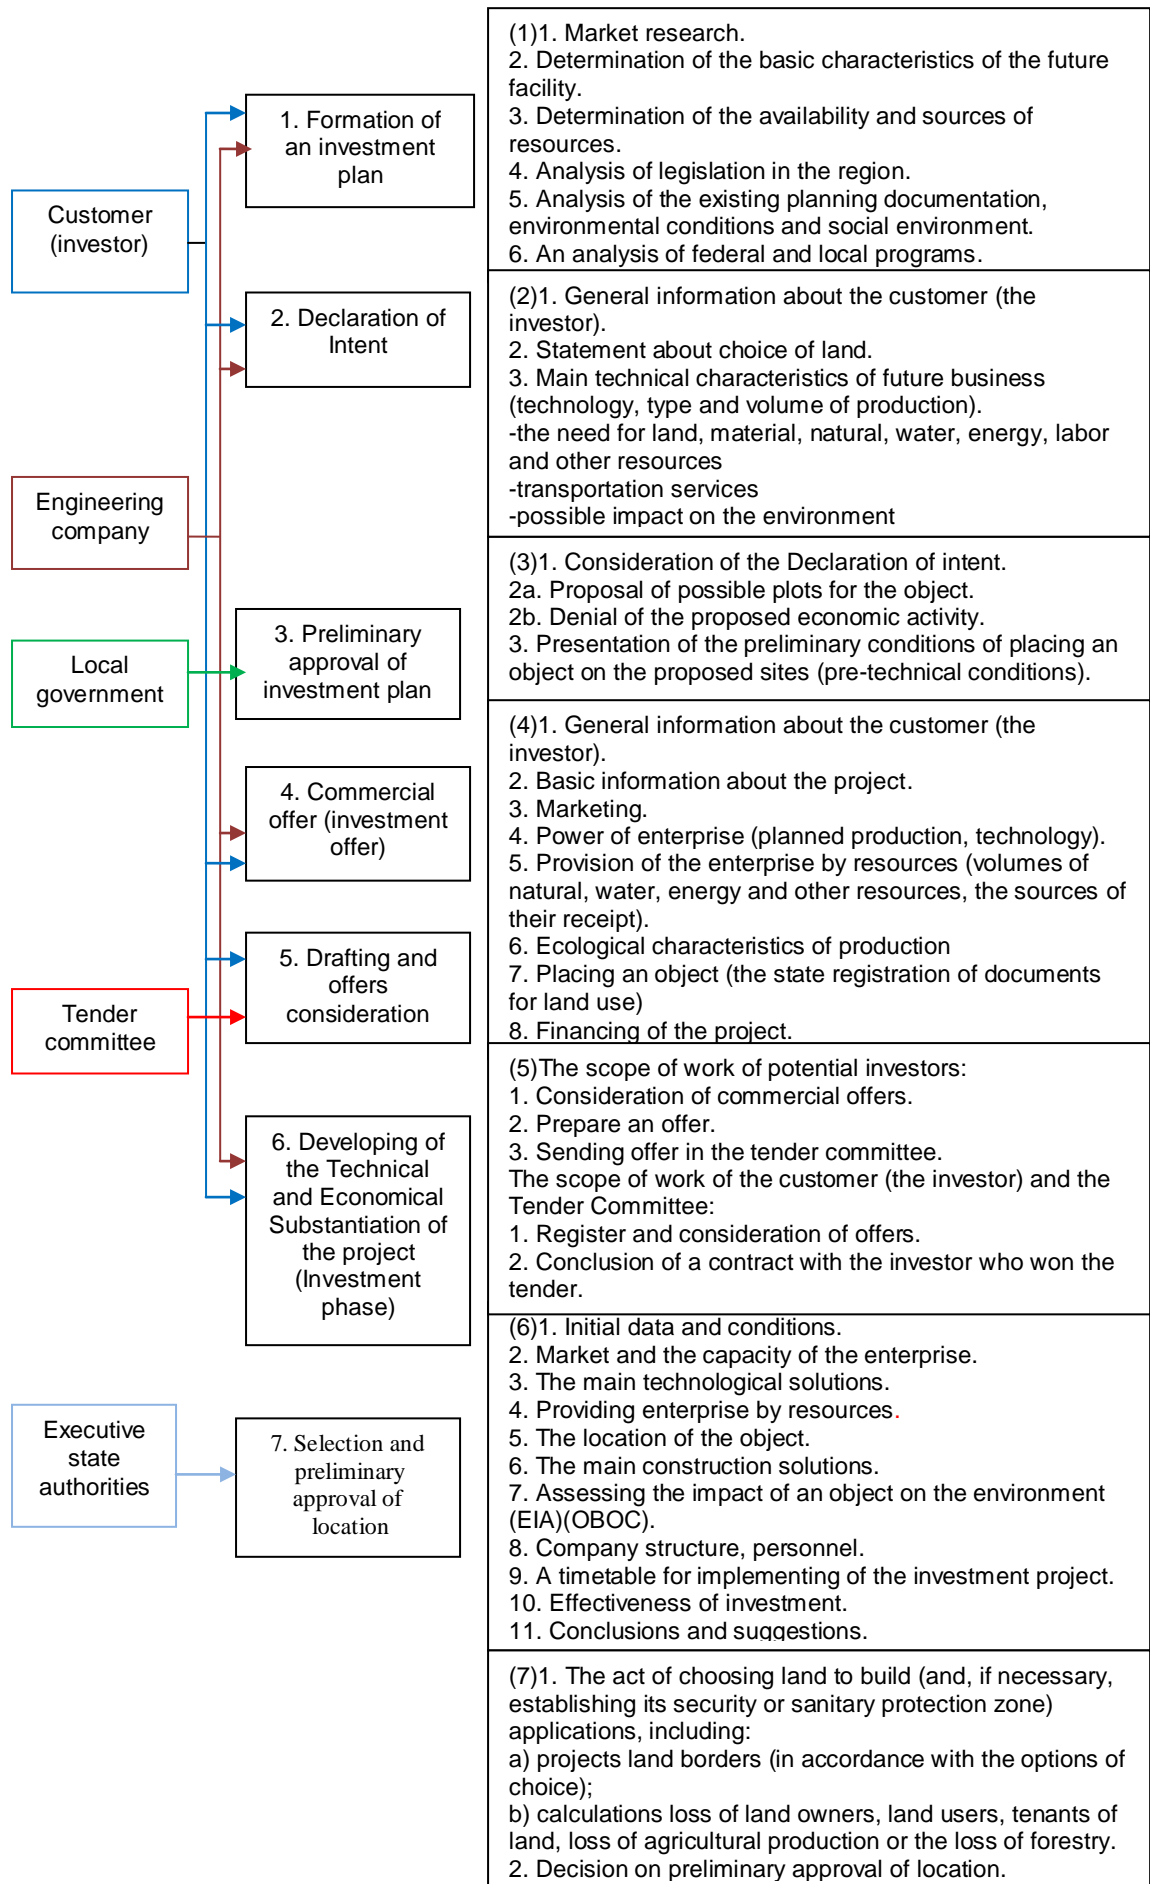 Customer
(investor)
Engineering
company
Local
government
Tender
committee
Executive
state
authorities
1. Formation of
an investment
plan
2. Declaration of
Intent
3. Preliminary
approval of
investment plan
4. Commercial
offer (investment
offer)
5. Drafting and
offers
consideration
6. Developing of
the Technical
and Economical
Substantiation of
the project
(Investment
phase)
7. Selection and
preliminary
approval of
location
(1)1. Market research.
2. Determination of the basic characteristics of the future
facility.
3. Determination of the availability and sources of
resources.
4. Analysis of legislation in the region.
5. Analysis of the existing planning documentation,
environmental conditions and social environment.
6. An analysis of federal and local programs.
(2)1. General information about the customer (the
investor).
2. Statement about choice of land.
3. Main technical characteristics of future business
(technology, type and volume of production).
-the need for land, material, natural, water, energy, labor
and other resources
-transportation services
-possible impact on the environment
(3)1. Consideration of the Declaration of intent.
2a. Proposal of possible plots for the object.
2b. Denial of the proposed economic activity.
3. Presentation of the preliminary conditions of placing an
object on the proposed sites (pre-technical conditions).
(4)1. General information about the customer (the
investor).
2. Basic information about the project.
3. Marketing.
4. Power of enterprise (planned production, technology).
5. Provision of the enterprise by resources (volumes of
natural, water, energy and other resources, the sources of
their receipt).
6. Ecological characteristics of production
7. Placing an object (the state registration of documents
for land use)
8. Financing of the project.
(5)The scope of work of potential investors:
1. Consideration of commercial offers.
2. Prepare an offer.
3. Sending offer in the tender committee.
The scope of work of the customer (the investor) and the
Tender Committee:
1. Register and consideration of offers.
2. Conclusion of a contract with the investor who won the
tender.
(6)1. Initial data and conditions.
2. Market and the capacity of the enterprise.
3. The main technological solutions.
4. Providing enterprise by resources.
5. The location of the object.
6. The main construction solutions.
7. Assessing the impact of an object on the environment
(EIA)(OBOC).
8. Company structure, personnel.
9. A timetable for implementing of the investment project.
10. Effectiveness of investment.
11. Conclusions and suggestions.
(7)1. The act of choosing land to build (and, if necessary,
establishing its security or sanitary protection zone)
applications, including:
a) projects land borders (in accordance with the options of
choice);
b) calculations loss of land owners, land users, tenants of
land, loss of agricultural production or the loss of forestry.
2. Decision on preliminary approval of location.